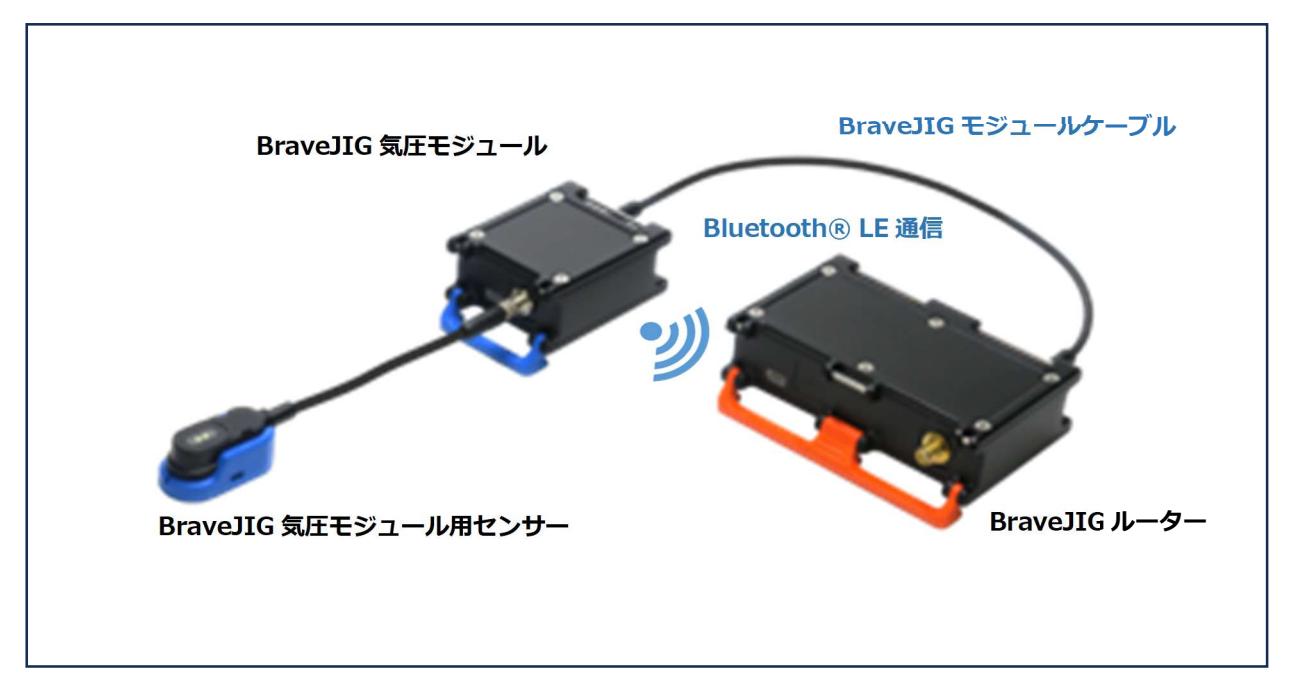 BraveJIG モジュールケーブル
BraveJIG 気圧モジュール
Bluetooth® LE 通信
BraveJIG 気圧モジュール用センサー
BraveJIG ルーター